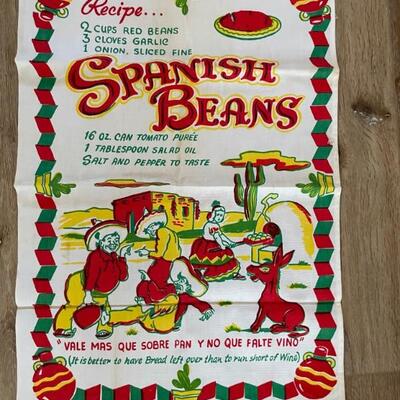 Recipe...
2 CUPS RED BEANS
3 CLOVES GARLIC
1 ONION, SLICED FINE
SPANISH
BEANS
16 OZ. CAN TOMATO PURÉE
1 TABLESPOON SALAD OIL
SALT AND PEPPER TO TASTE
"VALE MAS QUE SOBRE PAN Y NO QUE FALTE VINO"
(It is better to have Bread left over than to run short of Wine)